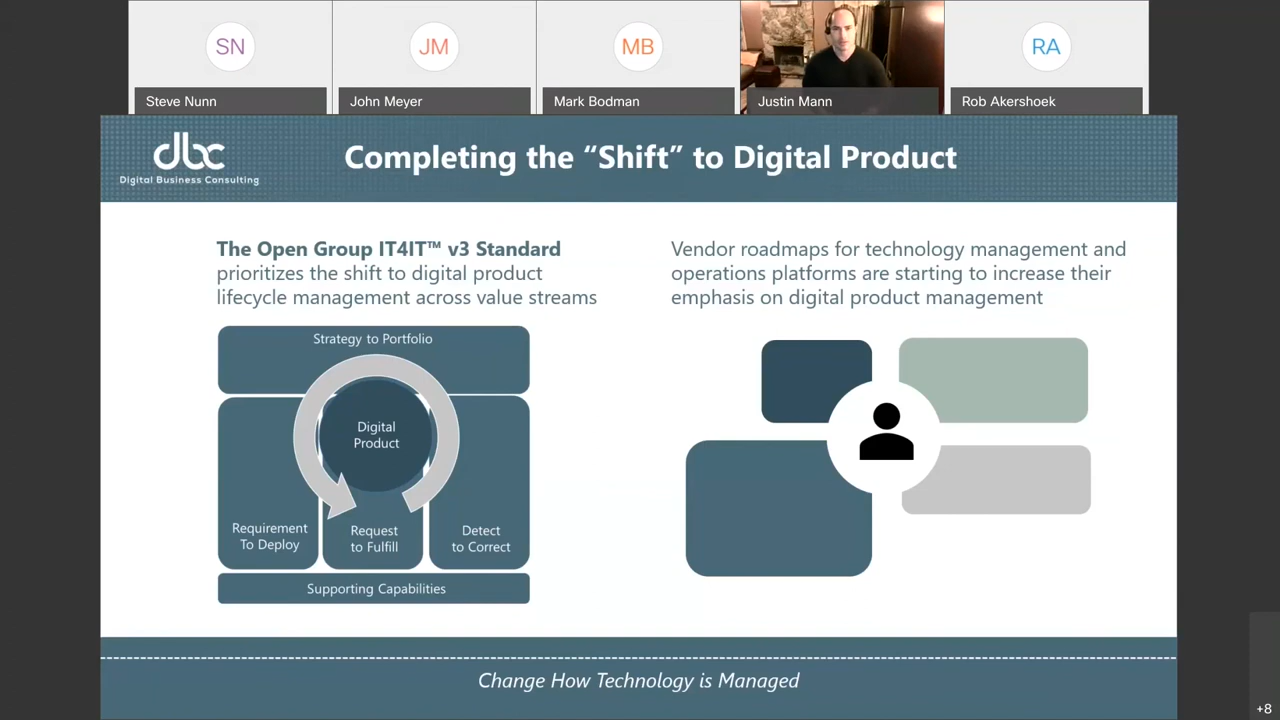 SN
JM
MB
RA
Steve Nunn
John Meyer
Mark Bodman
Justin Mann
Rob Akershoek
dbc
Digital Business Consulting
Completing the “Shift” to Digital Product
The Open Group IT4IT™ v3 Standard
prioritizes the shift to digital product
lifecycle management across value streams
Strategy to Portfolio
Digital
Product
Requirement
To Deploy
Request
to Fulfill
Detect
to Correct
Supporting Capabilities
Vendor roadmaps for technology management and
operations platforms are starting to increase their
emphasis on digital product management
Change How Technology is Managed
+8